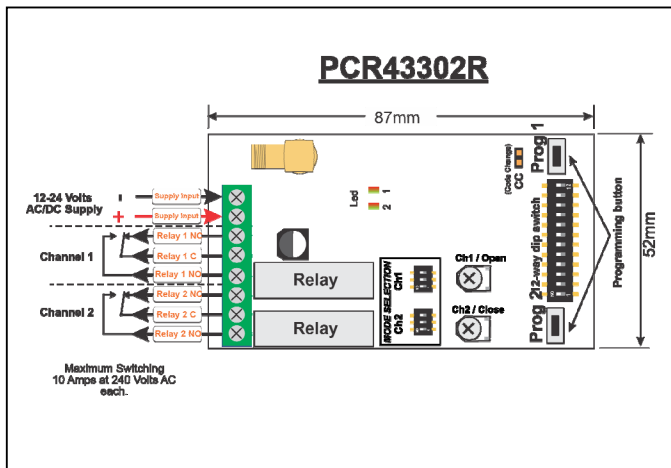 PCR43302R
87mm
12-24 Volts
AC/DC Supply
-
+
Supply Input
Supply Input
Channel 1
Relay 1 NO
Relay 1 C
Relay 1 NO
Channel 2
Relay 2 NO
Relay 2 C
Relay 2 NO
Maximum Switching
10 Amps at 240 Volts AC
each.
Led
1
2
Relay
Relay
MODE SELECTION
Ch1
Ch2
Ch1 / Open
Ch2 / Close
(Code Change)
CC
Prog 1
Prog 2
12-way dip switch
Programming button
52mm